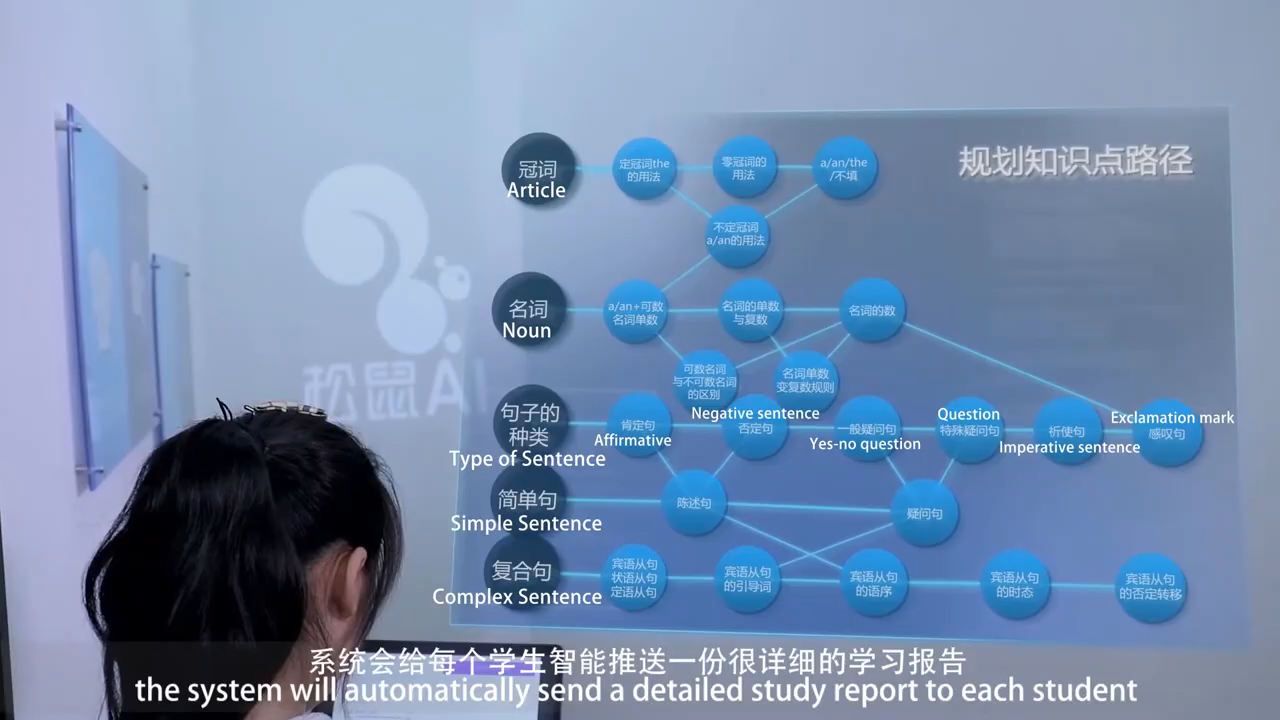 规划知识点路径
冠词
Article
定冠词the
的用法
零冠词的
用法
a/an/the
/不填
不定冠词
a/an的用法
名词
Noun
a/an+可数
名词单数
名词的单数
与复数
名词的数
可数名词
与不可数名词
的区别
名词单数
变复数规则
句子的
种类
Type of Sentence
肯定句
Affirmative
Negative sentence
否定句
一般疑问句
Yes-no question
Question
特殊疑问句
祈使句
Imperative sentence
Exclamation mark
感叹句
简单句
Simple Sentence
陈述句
疑问句
复合句
Complex Sentence
宾语从句
状语从句
定语从句
宾语从句
的引导词
宾语从句
的语序
宾语从句
的时态
宾语从句
的否定转移
松鼠AI
系统会给每个学生智能推送一份很详细的学习报告
the system will automatically send a detailed study report to each student